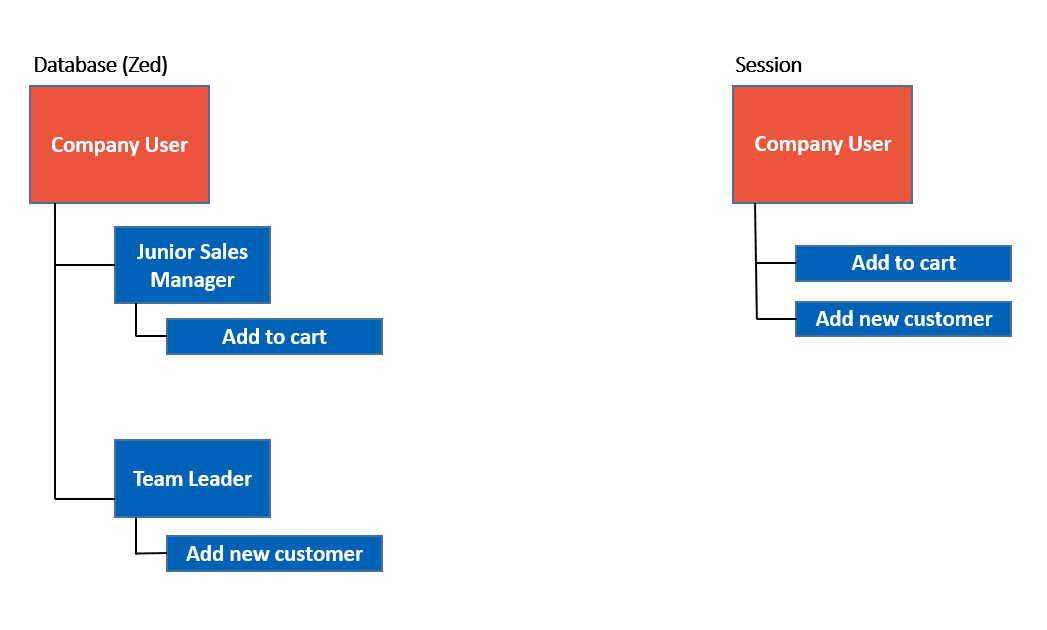 Database (Zed)
Company User
Junior Sales
Manager
Add to cart
Team Leader
Add new customer
Session
Company User
Add to cart
Add new customer